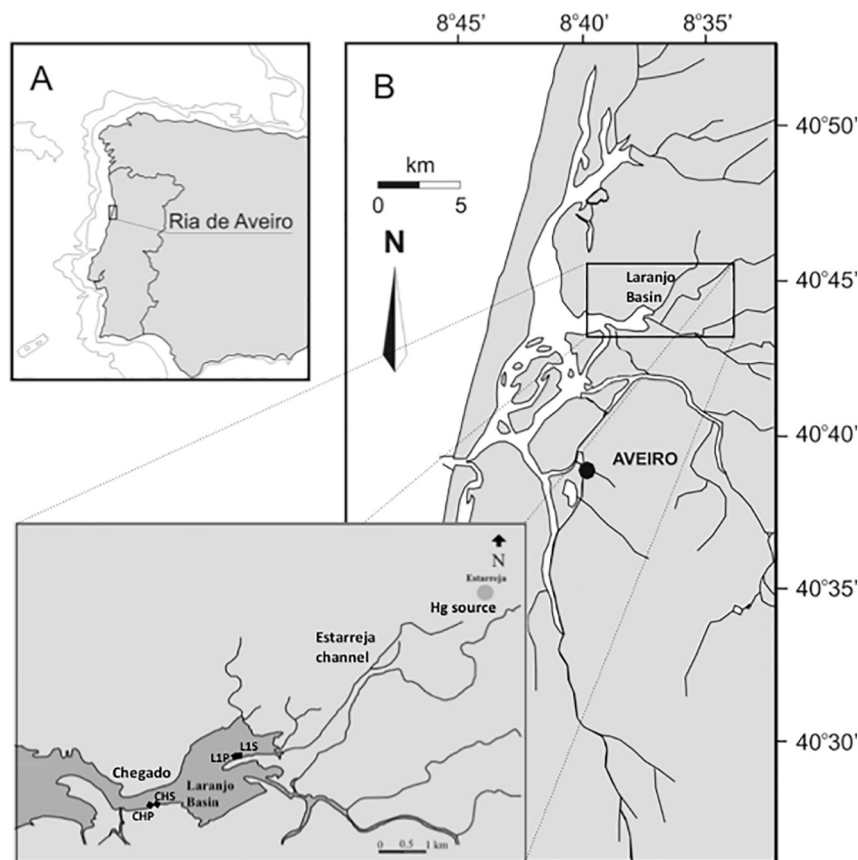 A
Ria de Aveiro
8°45'
8°40'
8°35'
B
km
0
5
N
40°50'
40°45'
40°40'
40°35'
40°30'
Laranjo
Basin
AVEIRO
N
Estarreja
Hg source
Estarreja
channel
L1S
L1P
Chegado
Laranjo
Basin
CHS
CHP
0 0.5 1 km